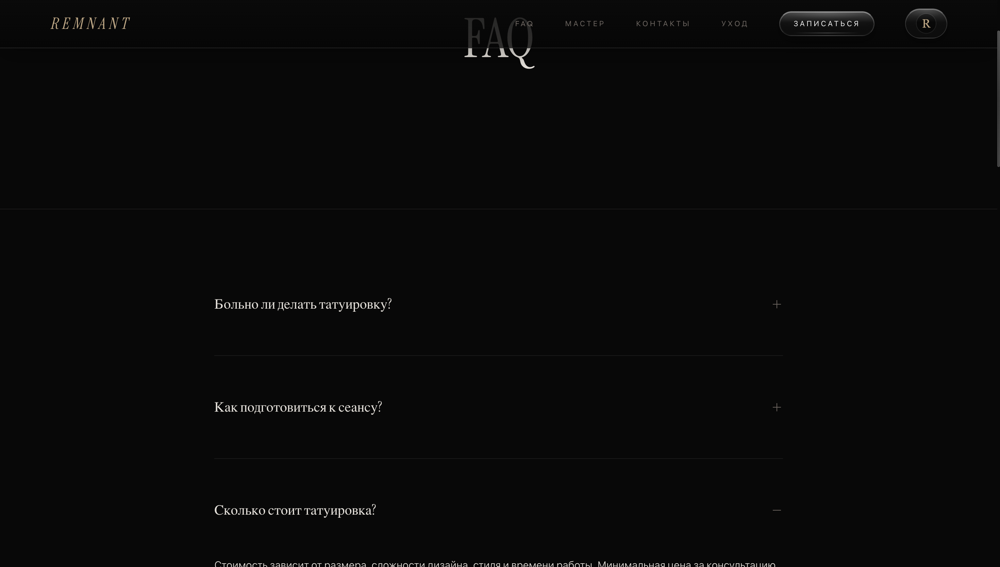 REMNANT
FAQ
МАСТЕР
КОНТАКТЫ
УХОД
ЗАПИСАТЬСЯ
R
FAQ
Больно ли делать татуировку?
Как подготовиться к сеансу?
Сколько стоит татуировка?
Стоимость зависит от размера, сложности дизайна, стиля и времени работы. Минимальная цена за консультацию